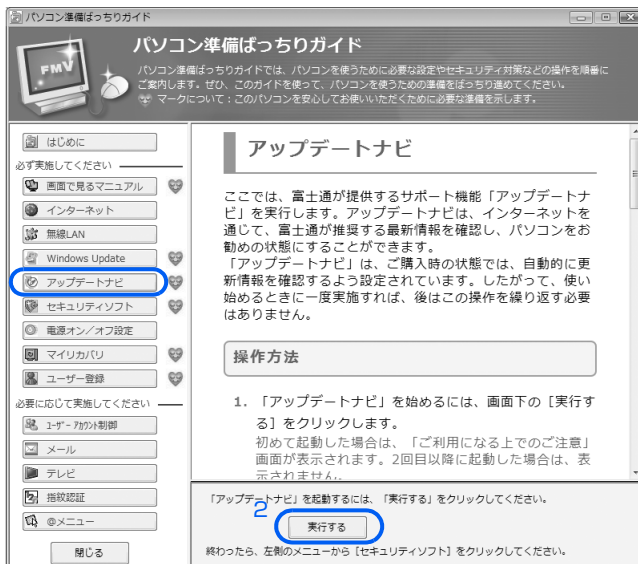 パソコン準備ばっちりガイド
FMV
パソコン準備ばっちりガイド
パソコン準備ばっちりガイドでは、パソコンを使うために必要な設定やセキュリティ対策などの操作を順番に
ご案内します。ぜひ、このガイドを使って、パソコンを使うための準備をばっちり進めてください。
マークについて：このパソコンを安心してお使いいただくために必要な準備を示します。
はじめに
必ず実施してください
画面で見るマニュアル
インターネット
無線LAN
Windows Update
アップデートナビ
セキュリティソフト
電源オン／オフ設定
マイリカバリ
ユーザー登録
必要に応じて実施してください
ユーザーアカウント制御
メール
テレビ
指紋認証
@メニュー
閉じる
アップデートナビ
ここでは、富士通が提供するサポート機能「アップデートナ
ビ」を実行します。アップデートナビは、インターネットを
通じて、富士通が推奨する最新情報を確認し、パソコンをお
勧めの状態にすることができます。
「アップデートナビ」は、ご購入時の状態では、自動的に更
新情報を確認するよう設定されています。したがって、使い
始めるときに一度実施すれば、後はこの操作を繰り返す必要
はありません。
操作方法
1. 「アップデートナビ」を始めるには、画面下の［実行す
る］をクリックします。
初めて起動した場合は、「ご利用になる上でのご注意」
画面が表示されます。2回目以降に起動した場合は、表
示されません。
「アップデートナビ」を起動するには、「実行する」をクリックしてください。
2
実行する
終わったら、左側のメニューから［セキュリティソフト］をクリックしてください。